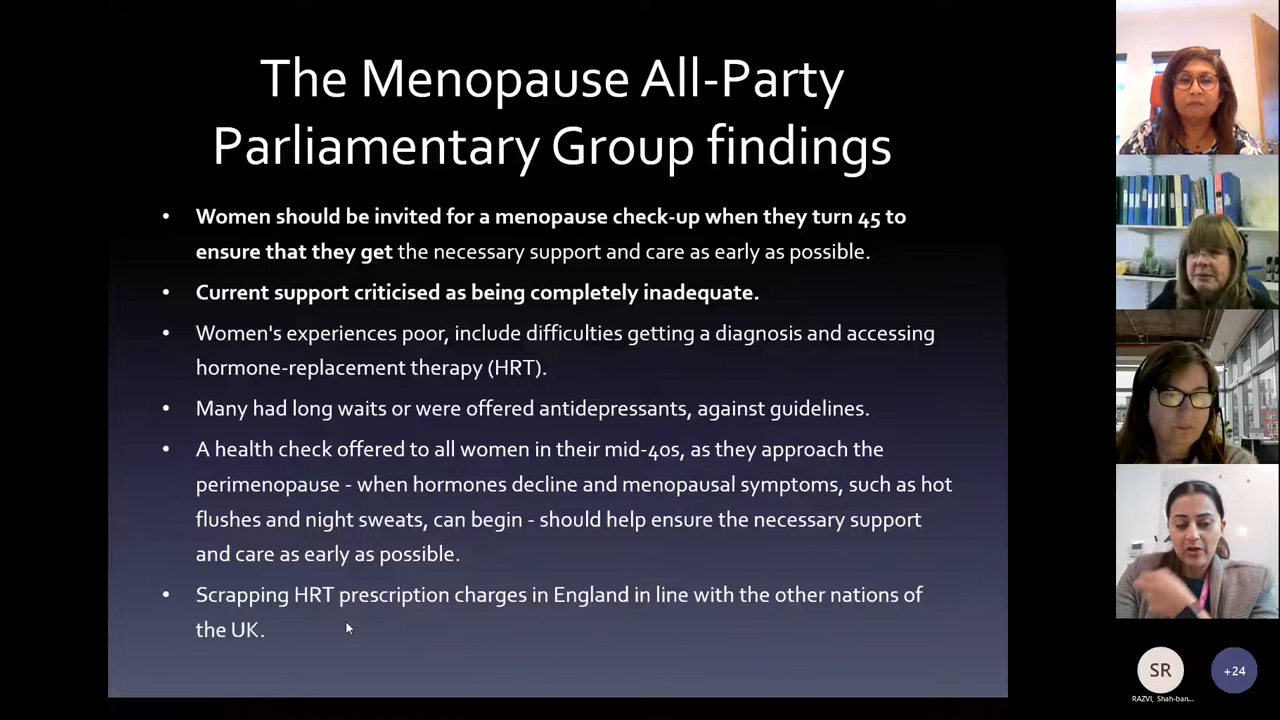 The Menopause All-Party
Parliamentary Group findings
• Women should be invited for a menopause check-up when they turn 45 to
ensure that they get the necessary support and care as early as possible.
• Current support criticised as being completely inadequate.
• Women's experiences poor, include difficulties getting a diagnosis and accessing
hormone-replacement therapy (HRT).
• Many had long waits or were offered antidepressants, against guidelines.
• A health check offered to all women in their mid-40s, as they approach the
perimenopause - when hormones decline and menopausal symptoms, such as hot
flushes and night sweats, can begin - should help ensure the necessary support
and care as early as possible.
• Scrapping HRT prescription charges in England in line with the other nations of
the UK.
SR
+24
RAZVI, Shah-ban...